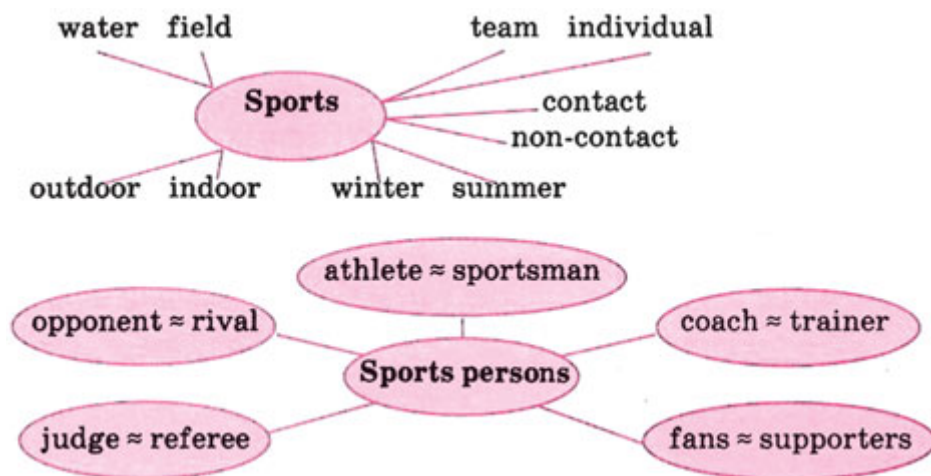 water field
team individual
Sports
contact
non-contact
outdoor indoor
winter summer
athlete ≈ sportsman
opponent ≈ rival
coach ≈ trainer
Sports persons
judge ≈ referee
fans ≈ supporters